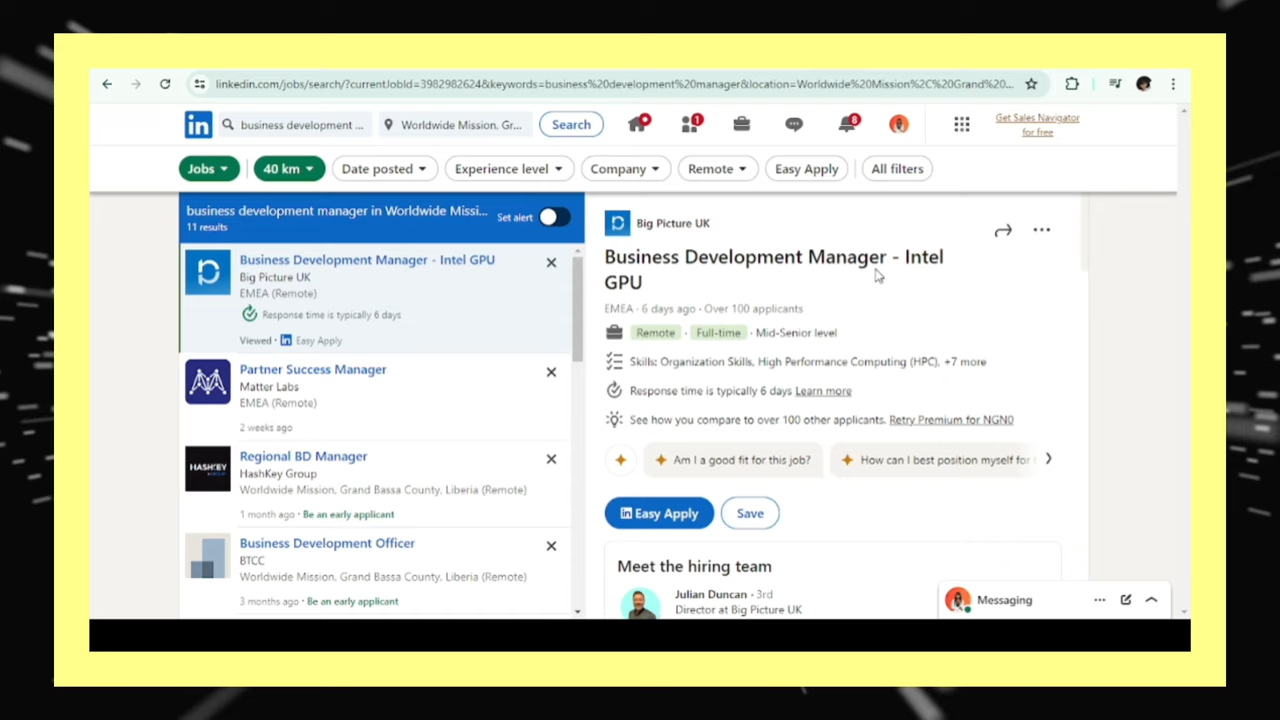 linkedin.com/jobs/search/?currentJobId=3982982624&keywords=business%20development%20manager&location=Worldwide%20Mission%2C%20Grand%20...
in
business development ...
Worldwide Mission, Gr...
Search
1
8
Get Sales Navigator
for free
Jobs
40 km
Date posted
Experience level
Company
Remote
Easy Apply
All filters
business development manager in Worldwide Missi...
11 results
Set alert
Business Development Manager - Intel GPU
Big Picture UK
EMEA (Remote)
Response time is typically 6 days
Viewed · in Easy Apply
Partner Success Manager
Matter Labs
EMEA (Remote)
2 weeks ago
HASHKEY
Regional BD Manager
HashKey Group
Worldwide Mission, Grand Bassa County, Liberia (Remote)
1 month ago · Be an early applicant
Business Development Officer
BTCC
Worldwide Mission, Grand Bassa County, Liberia (Remote)
3 months ago · Be an early applicant
Big Picture UK
Business Development Manager - Intel
GPU
EMEA · 6 days ago · Over 100 applicants
Remote · Full-time · Mid-Senior level
Skills: Organization Skills, High Performance Computing (HPC), +7 more
Response time is typically 6 days Learn more
See how you compare to over 100 other applicants. Retry Premium for NGN0
Am I a good fit for this job?
How can I best position myself for
in Easy Apply
Save
Meet the hiring team
Julian Duncan · 3rd
Director at Big Picture UK
Messaging